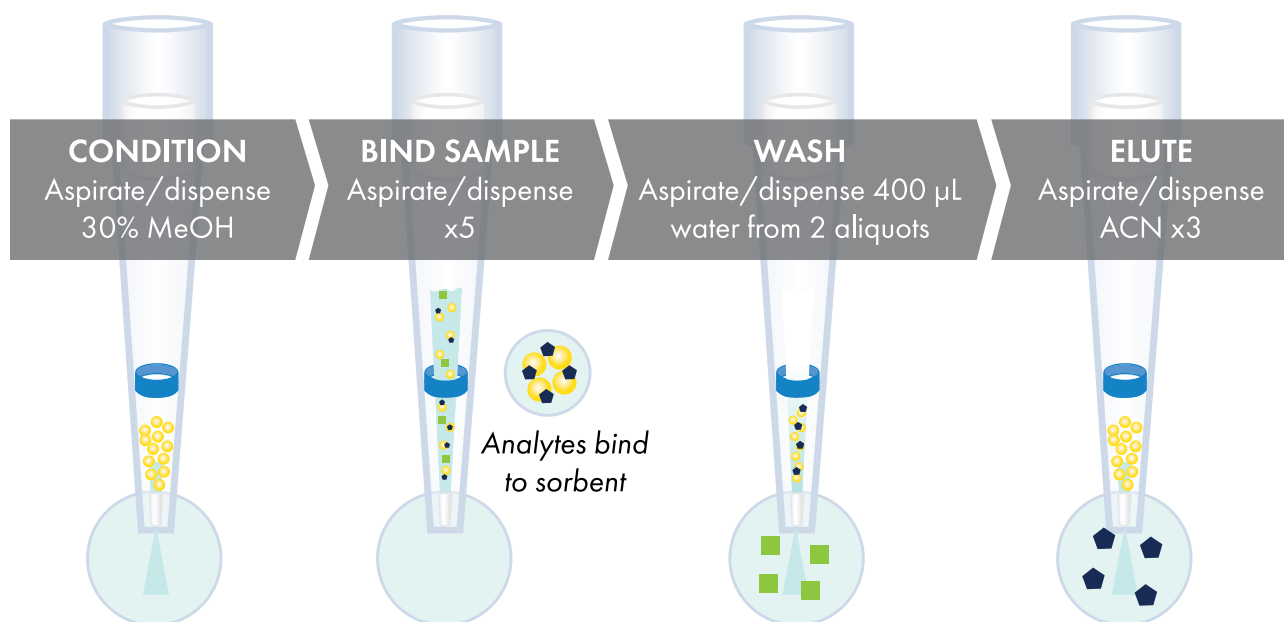 CONDITION
Aspirate/dispense
30% MeOH
BIND SAMPLE
Aspirate/dispense
x5
WASH
Aspirate/dispense 400 µL
water from 2 aliquots
ELUTE
Aspirate/dispense
ACN x3
Analytes bind
to sorbent